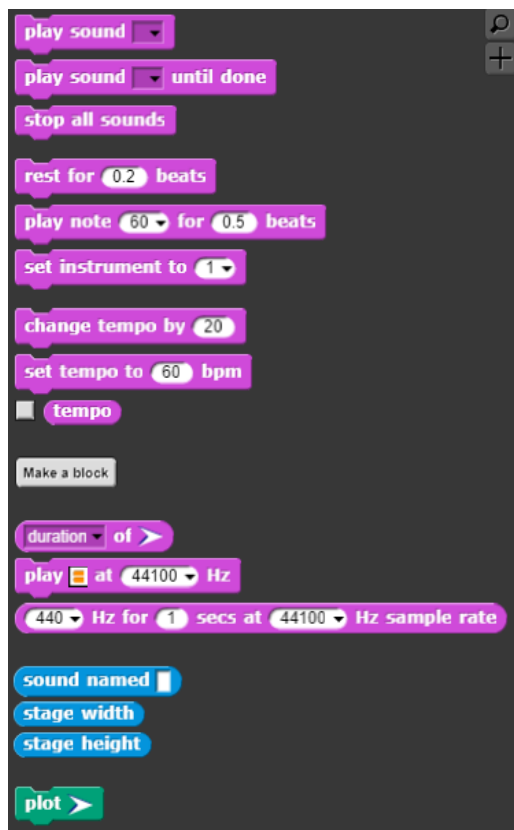 play sound
play sound until done
stop all sounds
rest for 0.2 beats
play note 60 for 0.5 beats
set instrument to 1
change tempo by 20
set tempo to 60 bpm
tempo
Make a block
duration of
play at 44100 Hz
440 Hz for 1 secs at 44100 Hz sample rate
sound named
stage width
stage height
plot